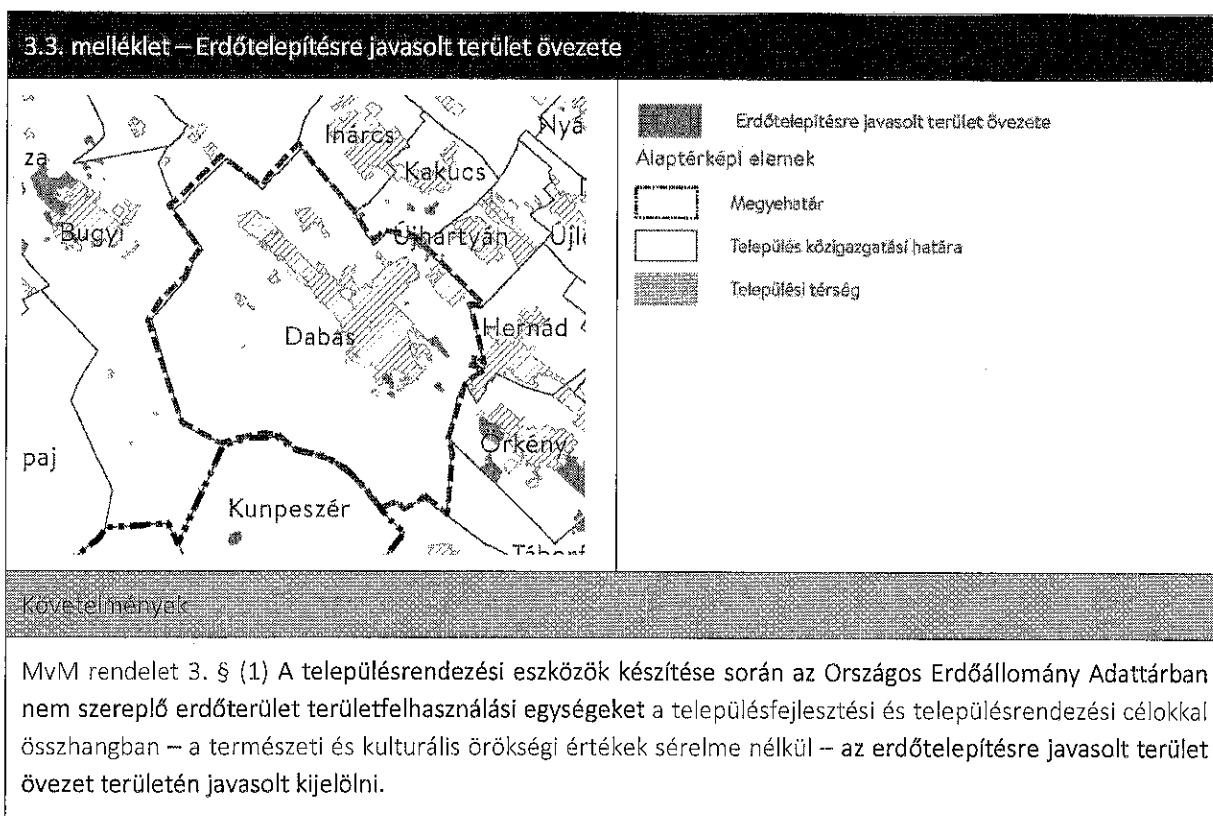 3.3. melléklet – Erdőtelepítésre javasolt terület övezete
Inárcs
Nyá
za
Kakucs
Bugyi
Újhartyán
Újle
Dabas
Hernád
Örkény
paj
Kunpeszér
Táborf
Erdőtelepítésre javasolt terület övezete
Alaptérképi elemek
Megyehatár
Település közigazgatási határa
Települési térség
Követelmények
MvM rendelet 3. § (1) A településrendezési eszközök készítése során az Országos Erdőállomány Adattárban
nem szereplő erdőterület területfelhasználási egységeket a településfejlesztési és településrendezési célokkal
összhangban – a természeti és kulturális örökségi értékek sérelme nélkül – az erdőtelepítésre javasolt terület
övezet területén javasolt kijelölni.